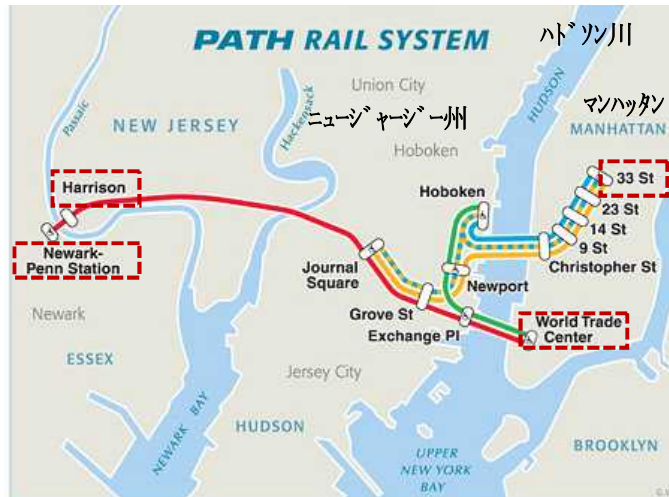 PATH RAIL SYSTEM
ﾊﾄﾞｿﾝ川
HUDSON
Union City
Passaic
Hackensack
ﾆｭｰｼﾞｬｰｼﾞｰ州
ﾏﾝﾊｯﾀﾝ
NEW JERSEY
MANHATTAN
Hoboken
Harrison
Hoboken
33 St
23 St
14 St
9 St
Christopher St
Newark-
Penn Station
Journal
Square
Newport
Grove St
Exchange Pl
World Trade
Center
Newark
ESSEX
Jersey City
HUDSON
NEWARK BAY
UPPER
NEW YORK
BAY
BROOKLYN